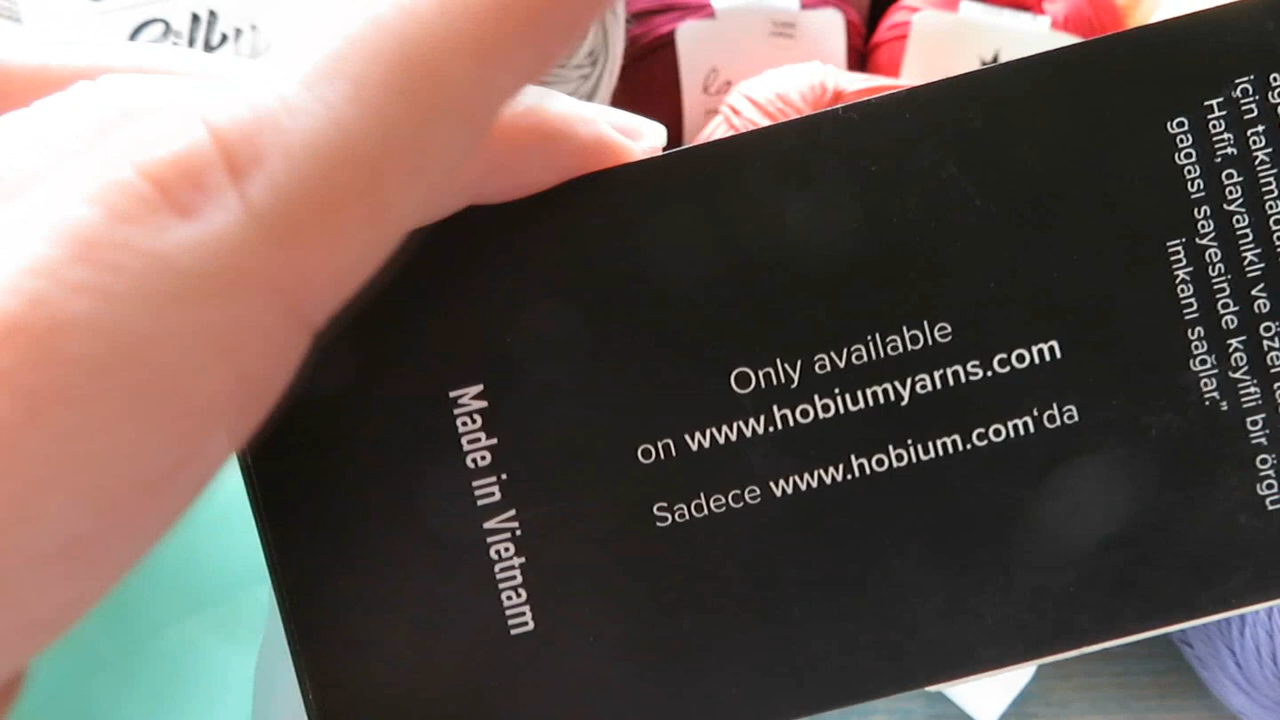 Only available
on www.hobiumyarns.com
Sadece www.hobium.com‘da
Made in Vietnam
için
Hafif, dayanıklı ve özel
gagası sayesinde keyifli bir örgü
imkanı sağlar.”